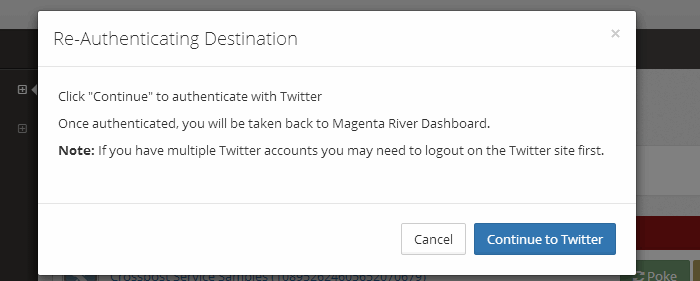 Re-Authenticating Destination
×
Click "Continue" to authenticate with Twitter
Once authenticated, you will be taken back to Magenta River Dashboard.
Note: If you have multiple Twitter accounts you may need to logout on the Twitter site first.
Cancel
Continue to Twitter
Crosspost Service Samples
Poke